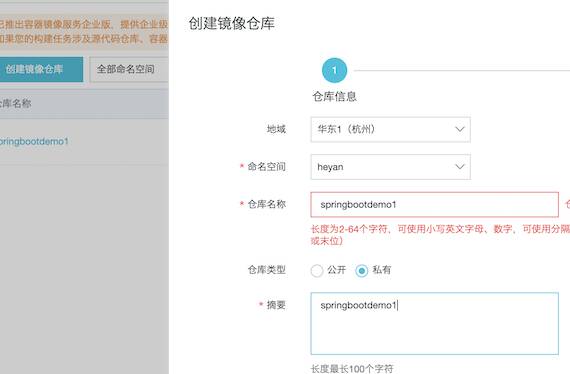 创建镜像仓库
已推出容器镜像服务企业版，提供企业级
如果您的构建任务涉及源代码仓库、容器
创建镜像仓库
全部命名空间
仓库名称
springbootdemo1
1
仓库信息
地域
华东1（杭州）
* 命名空间
heyan
* 仓库名称
springbootdemo1
长度为2-64个字符，可使用小写英文字母、数字，可使用分隔
或末位）
仓库类型
公开
私有
* 摘要
springbootdemo1
长度最长100个字符